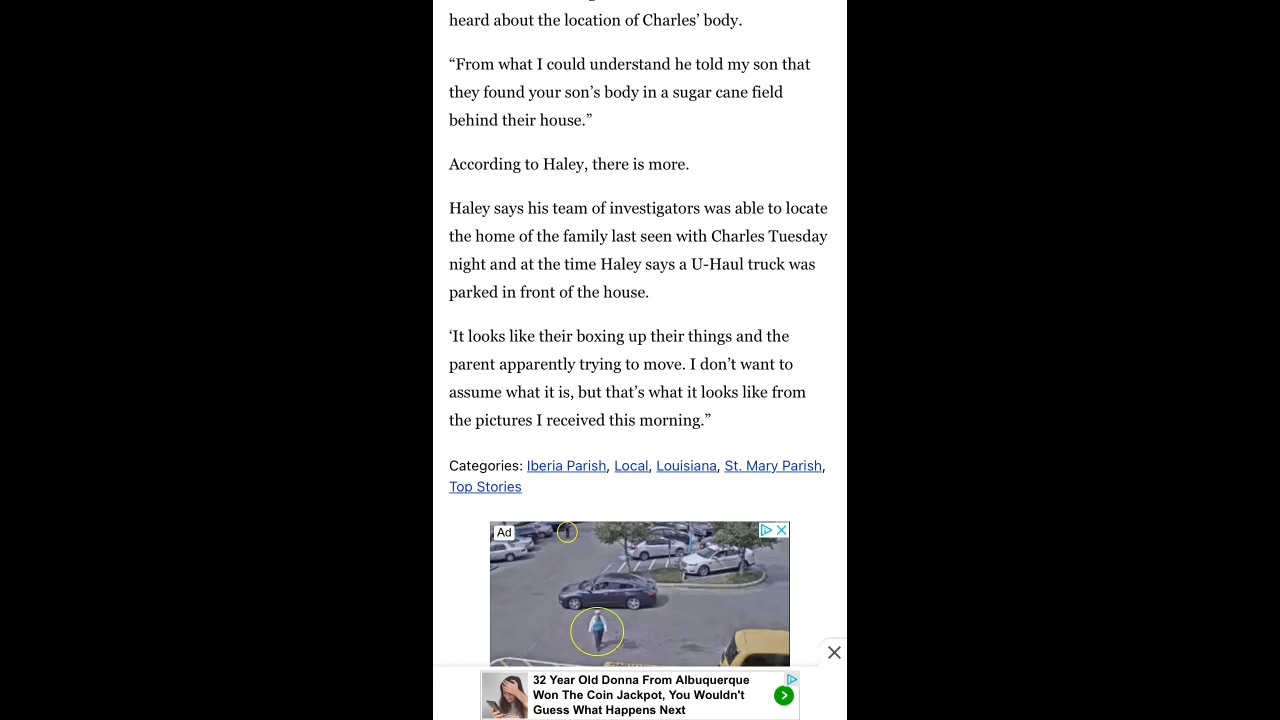 heard about the location of Charles’ body.
“From what I could understand he told my son that
they found your son’s body in a sugar cane field
behind their house.”
According to Haley, there is more.
Haley says his team of investigators was able to locate
the home of the family last seen with Charles Tuesday
night and at the time Haley says a U-Haul truck was
parked in front of the house.
‘It looks like their boxing up their things and the
parent apparently trying to move. I don’t want to
assume what it is, but that’s what it looks like from
the pictures I received this morning.”
Categories: Iberia Parish, Local, Louisiana, St. Mary Parish,
Top Stories
Ad
32 Year Old Donna From Albuquerque
Won The Coin Jackpot, You Wouldn't
Guess What Happens Next